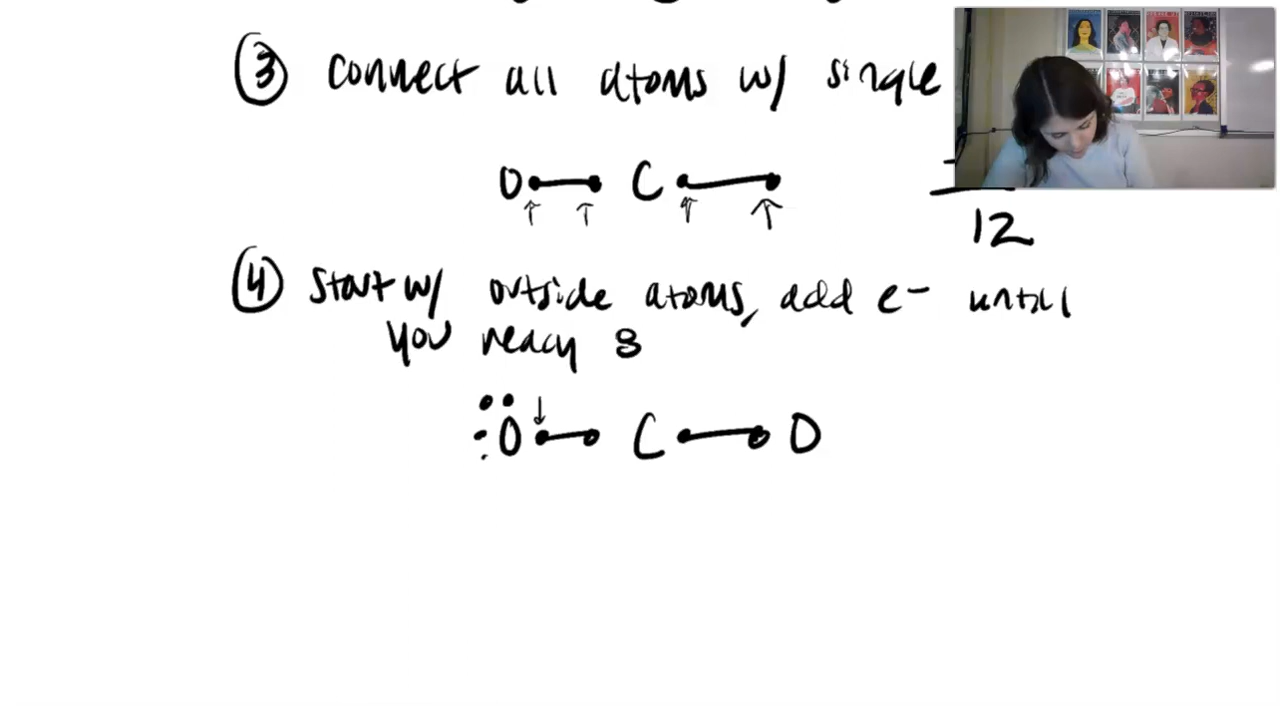 ③ connect all atoms w/ single
O C
12
④ start w/ outside atoms, add e- until
you reach 8
O C O